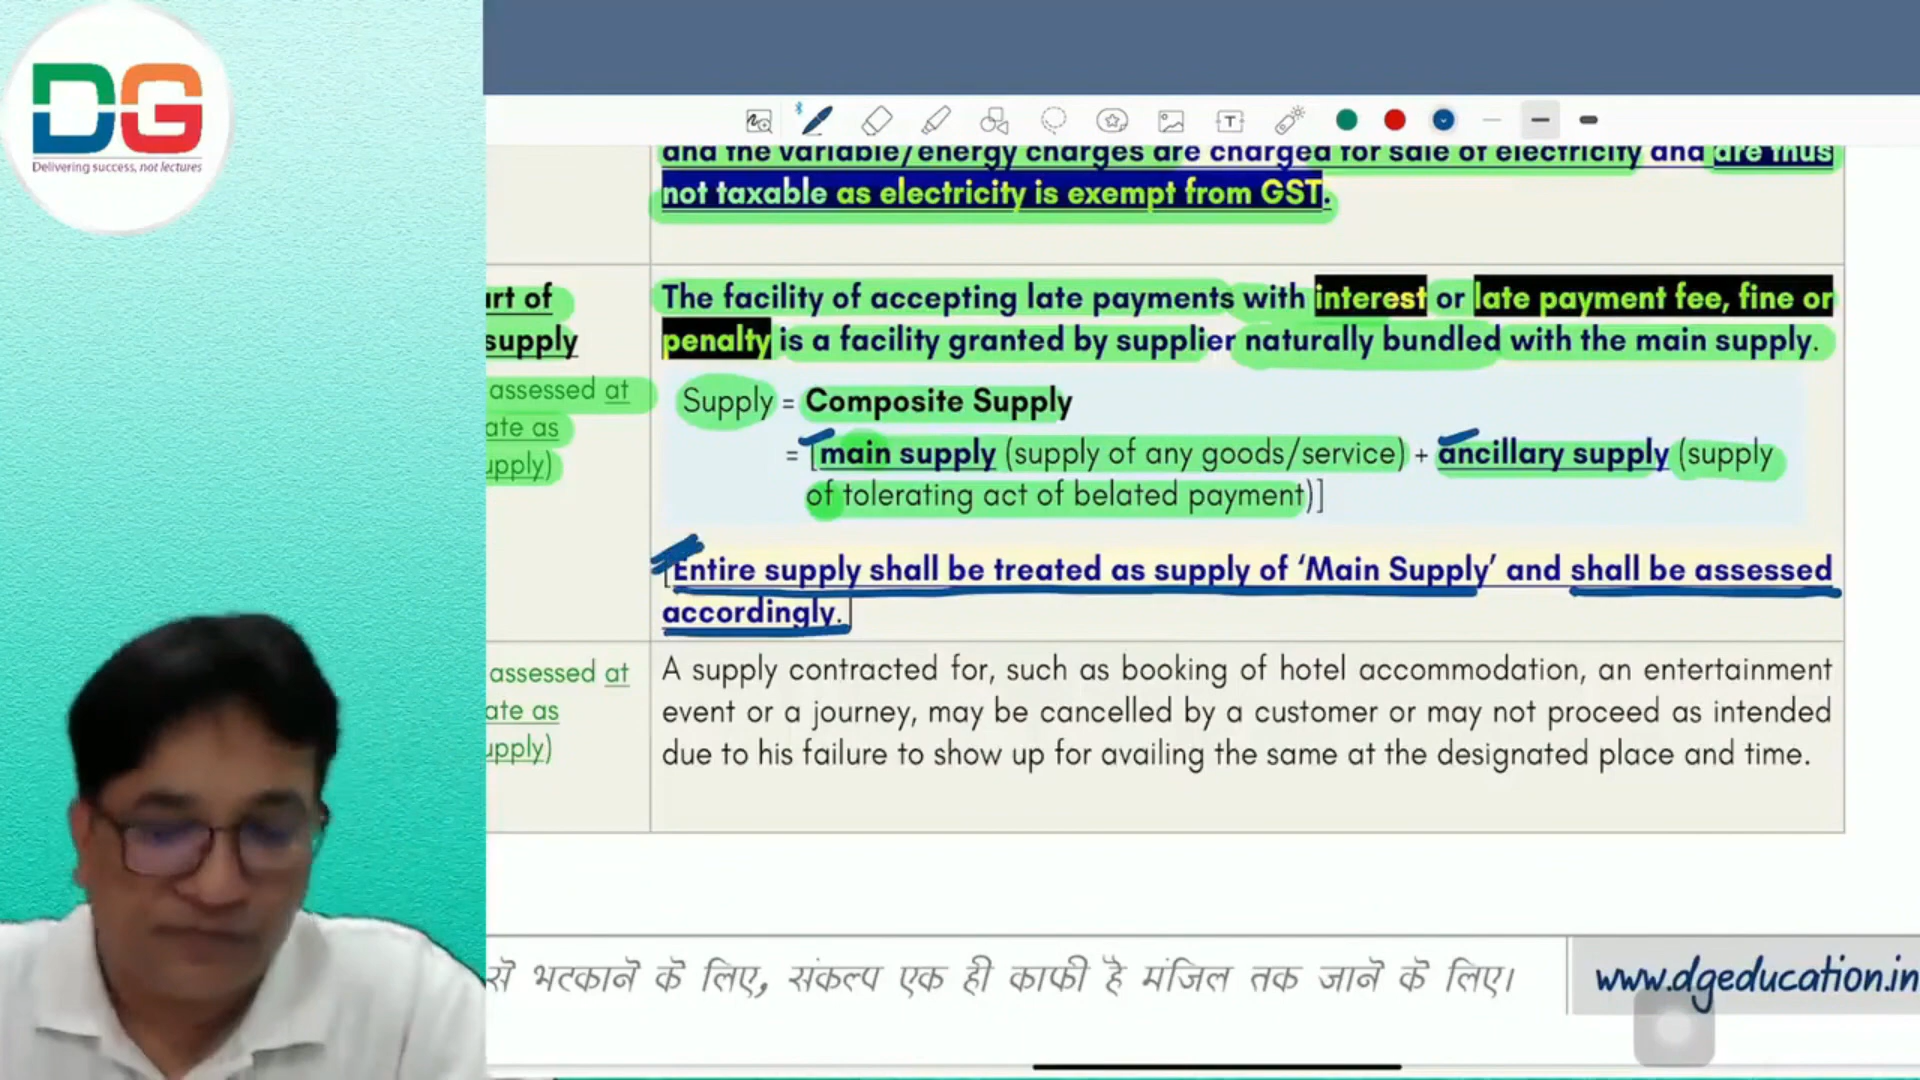 DG
Delivering success, not lectures
and the variable/energy charges are charged for sale of electricity and are thus
not taxable as electricity is exempt from GST.
art of
supply
assessed at
ate as
upply)
The facility of accepting late payments with interest or late payment fee, fine or
penalty is a facility granted by supplier naturally bundled with the main supply.
Supply = Composite Supply
= [main supply (supply of any goods/service) + ancillary supply (supply
of tolerating act of belated payment)]
[Entire supply shall be treated as supply of ‘Main Supply’ and shall be assessed
accordingly.]
assessed at
ate as
upply)
A supply contracted for, such as booking of hotel accommodation, an entertainment
event or a journey, may be cancelled by a customer or may not proceed as intended
due to his failure to show up for availing the same at the designated place and time.
से भटकाने के लिए, संकल्प एक ही काफी है मंजिल तक जाने के लिए।
www.dgeducation.in